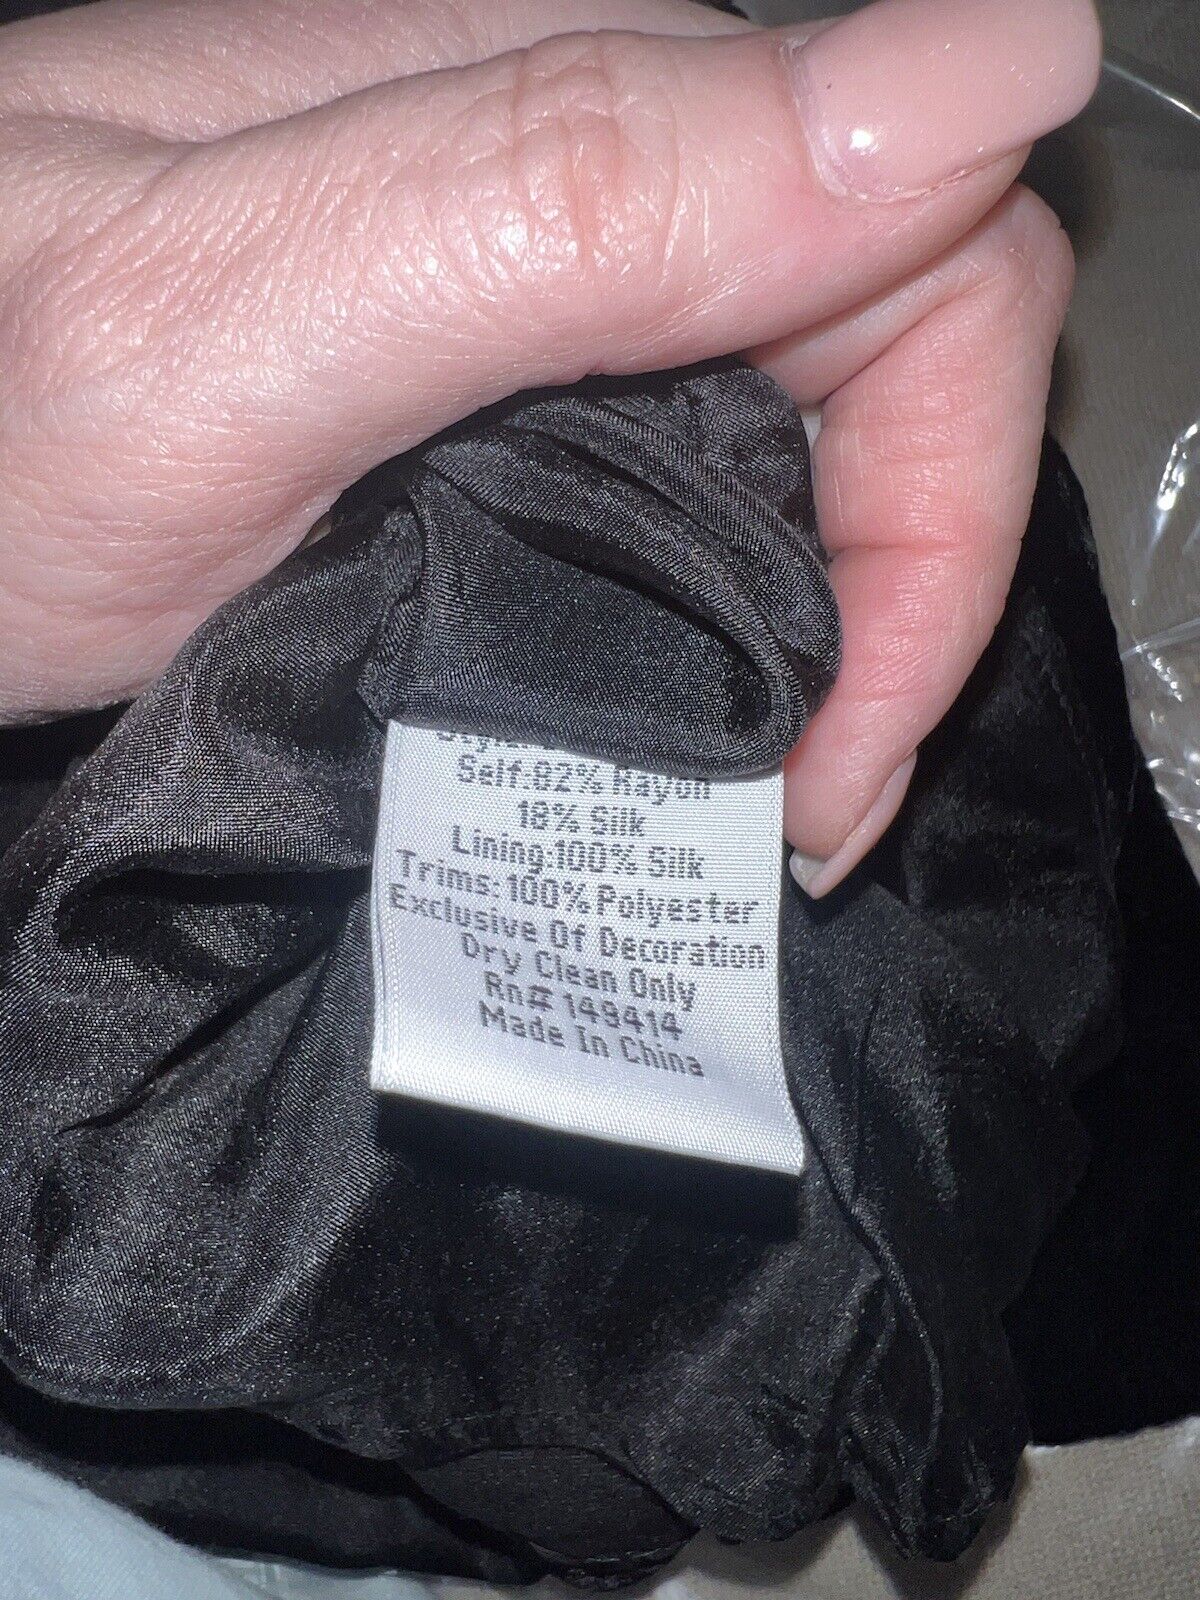 Self:82% Rayon
18% Silk
Lining:100% Silk
Trims:100% Polyester
Exclusive Of Decoration
Dry Clean Only
Rn# 149414
Made In China